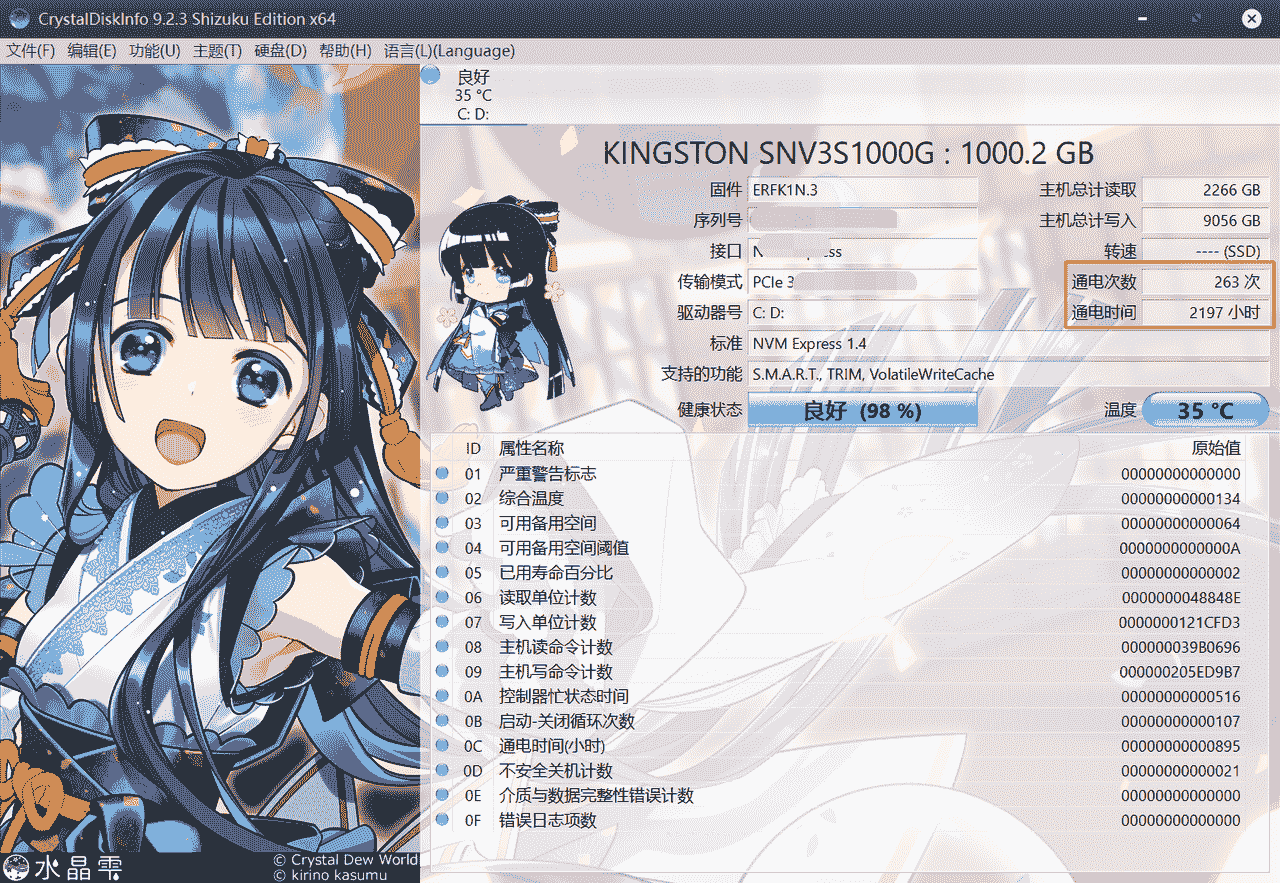 CrystalDiskInfo 9.2.3 Shizuku Edition x64
文件(F) 编辑(E) 功能(U) 主题(T) 硬盘(D) 帮助(H) 语言(L)(Language)
良好
35 °C
C: D:
KINGSTON SNV3S1000G : 1000.2 GB
固件 ERFK1N.3 主机总计读取 2266 GB
序列号 主机总计写入 9056 GB
接口 转速 ---- (SSD)
传输模式 PCIe 3 通电次数 263 次
驱动器号 C: D: 通电时间 2197 小时
标准 NVM Express 1.4
支持的功能 S.M.A.R.T., TRIM, VolatileWriteCache
健康状态 良好 (98 %) 温度 35 °C
ID 属性名称 原始值
01 严重警告标志 00000000000000
02 综合温度 00000000000134
03 可用备用空间 00000000000064
04 可用备用空间阈值 0000000000000A
05 已用寿命百分比 00000000000002
06 读取单位计数 0000000048848E
07 写入单位计数 0000000121CFD3
08 主机读命令计数 000000039B0696
09 主机写命令计数 000000205ED9B7
0A 控制器忙状态时间 00000000000516
0B 启动-关闭循环次数 00000000000107
0C 通电时间(小时) 00000000000895
0D 不安全关机计数 00000000000021
0E 介质与数据完整性错误计数 00000000000000
0F 错误日志项数 00000000000000
水晶雫
© Crystal Dew World
© kirino kasumu